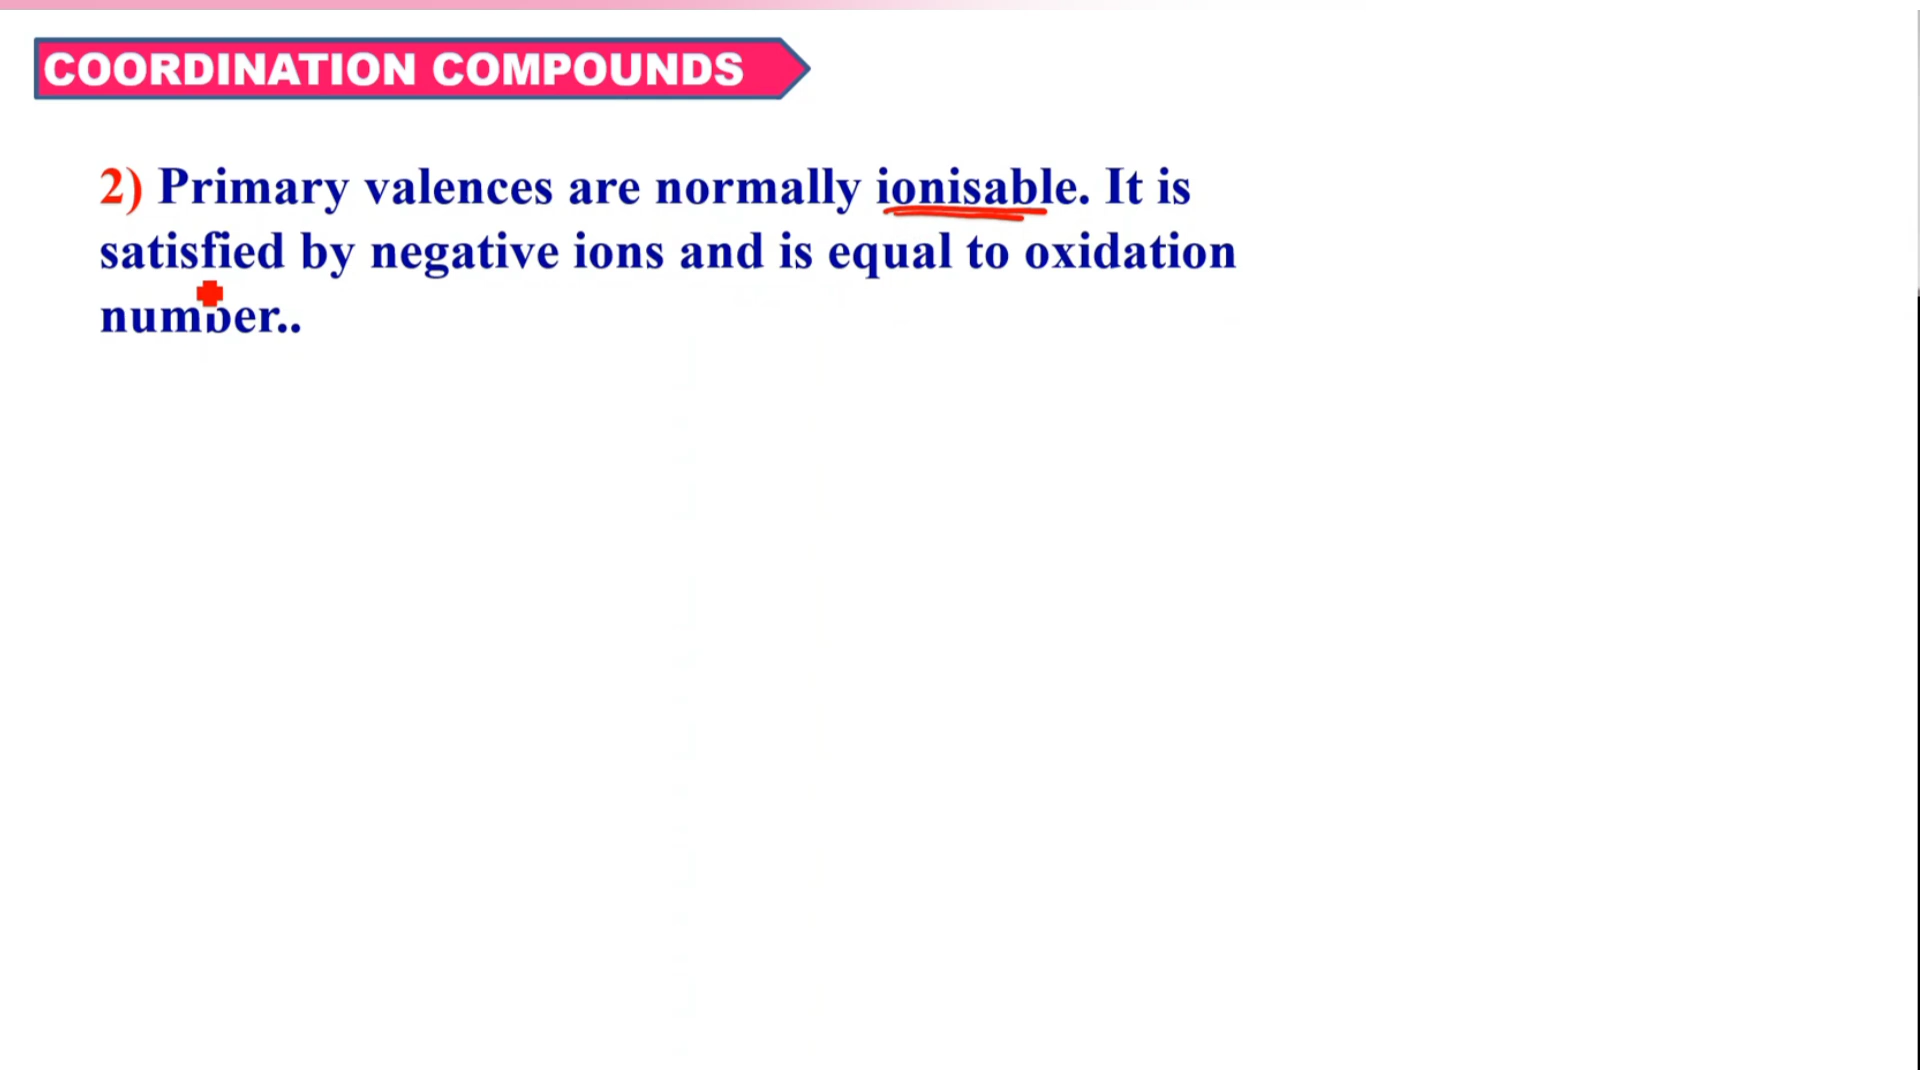 COORDINATION COMPOUNDS
2) Primary valences are normally ionisable. It is
satisfied by negative ions and is equal to oxidation
number..